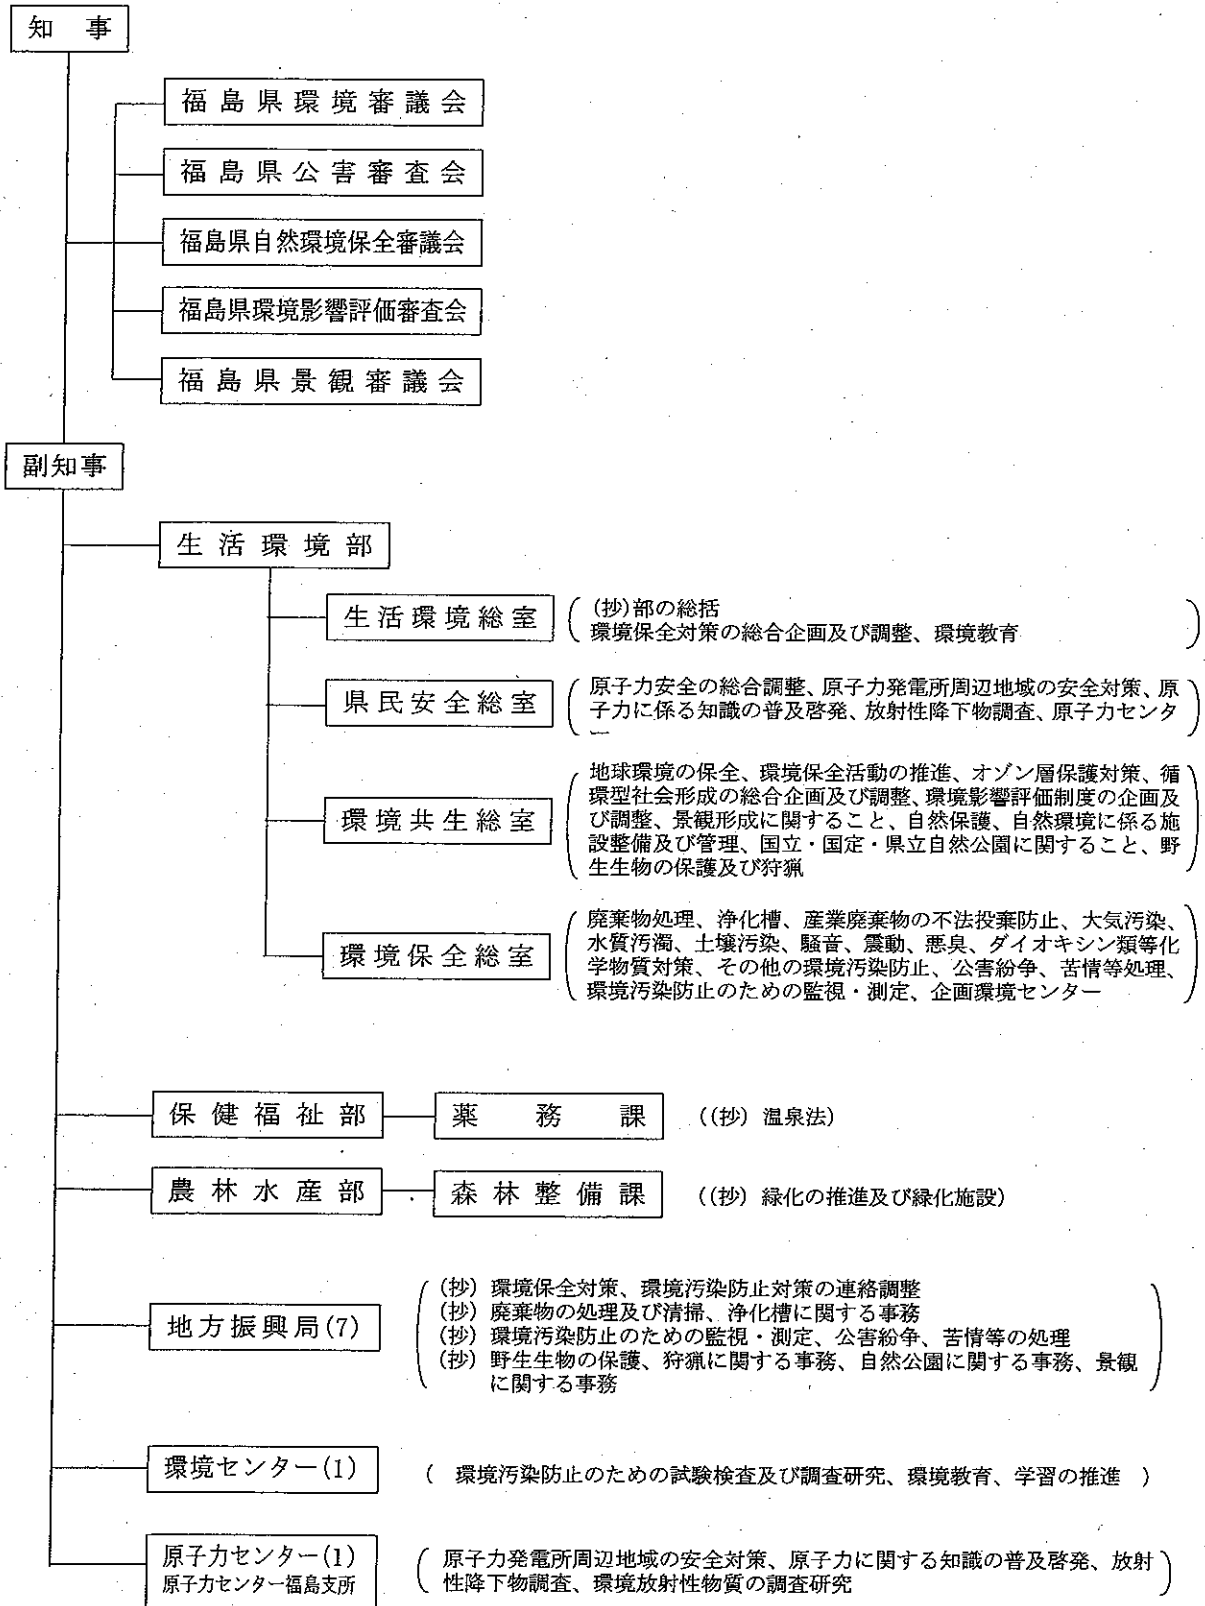 知　事
福島県環境審議会
福島県公害審査会
福島県自然環境保全審議会
福島県環境影響評価審査会
福島県景観審議会
副知事
生活環境部
生活環境総室
(抄)部の総括
環境保全対策の総合企画及び調整、環境教育
県民安全総室
原子力安全の総合調整、原子力発電所周辺地域の安全対策、原
子力に係る知識の普及啓発、放射性降下物調査、原子力センタ
ー
環境共生総室
地球環境の保全、環境保全活動の推進、オゾン層保護対策、循
環型社会形成の総合企画及び調整、環境影響評価制度の企画及
び調整、景観形成に関すること、自然保護、自然環境に係る施
設整備及び管理、国立・国定・県立自然公園に関すること、野
生生物の保護及び狩猟
環境保全総室
廃棄物処理、浄化槽、産業廃棄物の不法投棄防止、大気汚染、
水質汚濁、土壌汚染、騒音、震動、悪臭、ダイオキシン類等化
学物質対策、その他の環境汚染防止、公害紛争、苦情等処理、
環境汚染防止のための監視・測定、企画環境センター
保健福祉部
薬　務　課
((抄) 温泉法)
農林水産部
森林整備課
((抄) 緑化の推進及び緑化施設)
地方振興局(7)
(抄) 環境保全対策、環境汚染防止対策の連絡調整
(抄) 廃棄物の処理及び清掃、浄化槽に関する事務
(抄) 環境汚染防止のための監視・測定、公害紛争、苦情等の処理
(抄) 野生生物の保護、狩猟に関する事務、自然公園に関する事務、景観
に関する事務
環境センター(1)
( 環境汚染防止のための試験検査及び調査研究、環境教育、学習の推進 )
原子力センター(1)
原子力センター福島支所
原子力発電所周辺地域の安全対策、原子力に関する知識の普及啓発、放射
性降下物調査、環境放射性物質の調査研究